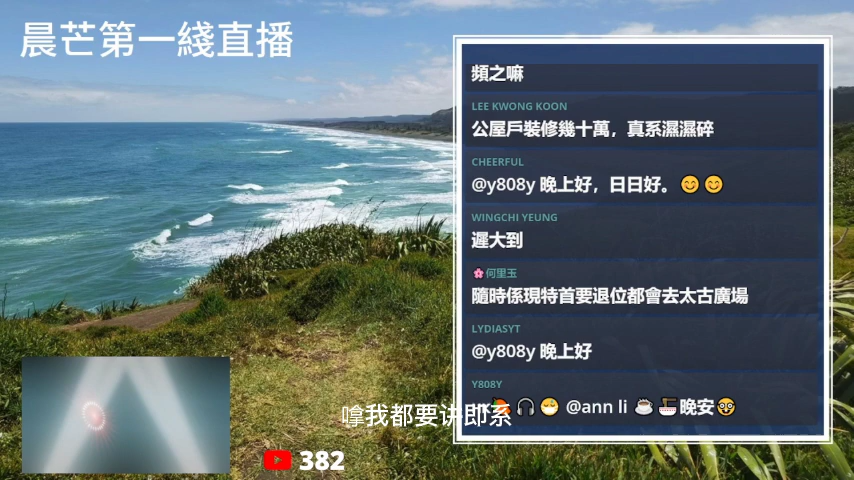 晨芒第一綫直播
頻之嘛
LEE KWONG KOON
公屋戶裝修幾十萬，真系濕濕碎
CHEERFUL
@y808y 晚上好，日日好。😊😊
WINGCHI YEUNG
遲大到
🌸何里玉
隨時係現特首要退位都會去太古廣場
LYDIASYT
@y808y 晚上好
Y808Y
@ann li ☕🍜晚安🥸
嗱我都要讲即系
382